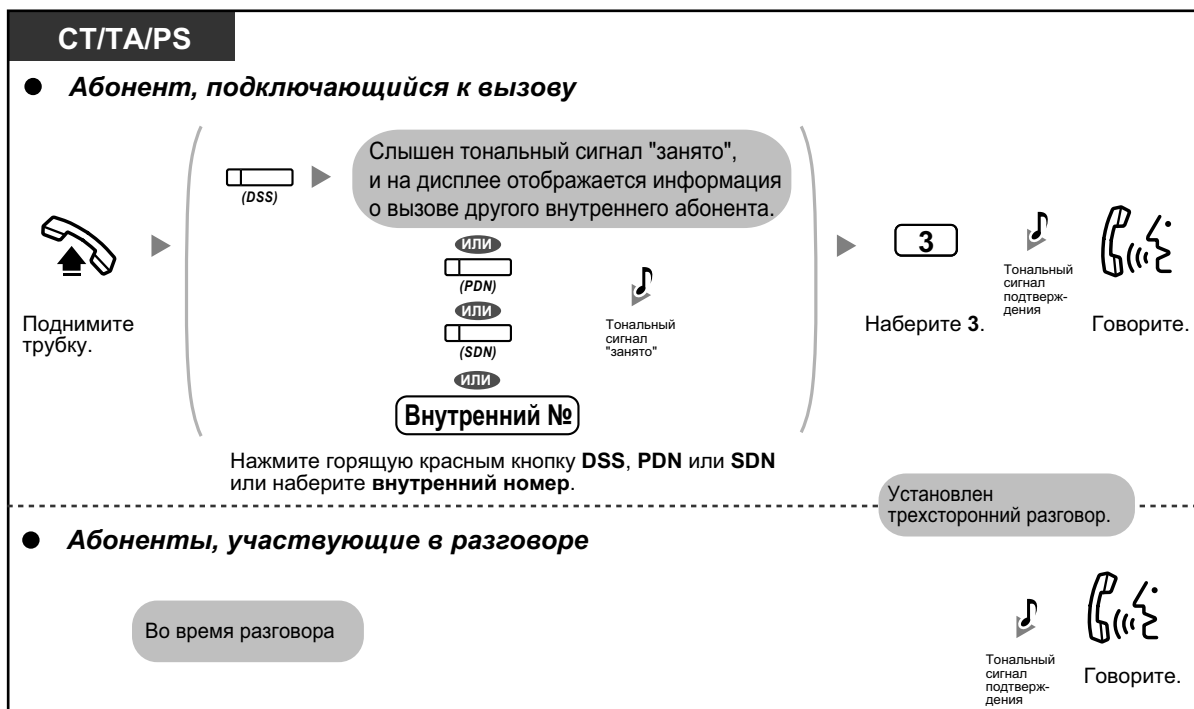 CT/TA/PS
● Абонент, подключающийся к вызову
Поднимите
трубку.
(DSS)
Слышен тональный сигнал "занято",
и на дисплее отображается информация
о вызове другого внутреннего абонента.
ИЛИ
(PDN)
ИЛИ
(SDN)
ИЛИ
Внутренний №
Тональный
сигнал
"занято"
Нажмите горящую красным кнопку DSS, PDN или SDN
или наберите внутренний номер.
3
Наберите 3.
Тональный
сигнал
подтверж-
дения
Говорите.
Установлен
трехсторонний разговор.
● Абоненты, участвующие в разговоре
Во время разговора
Тональный
сигнал
подтверж-
дения
Говорите.